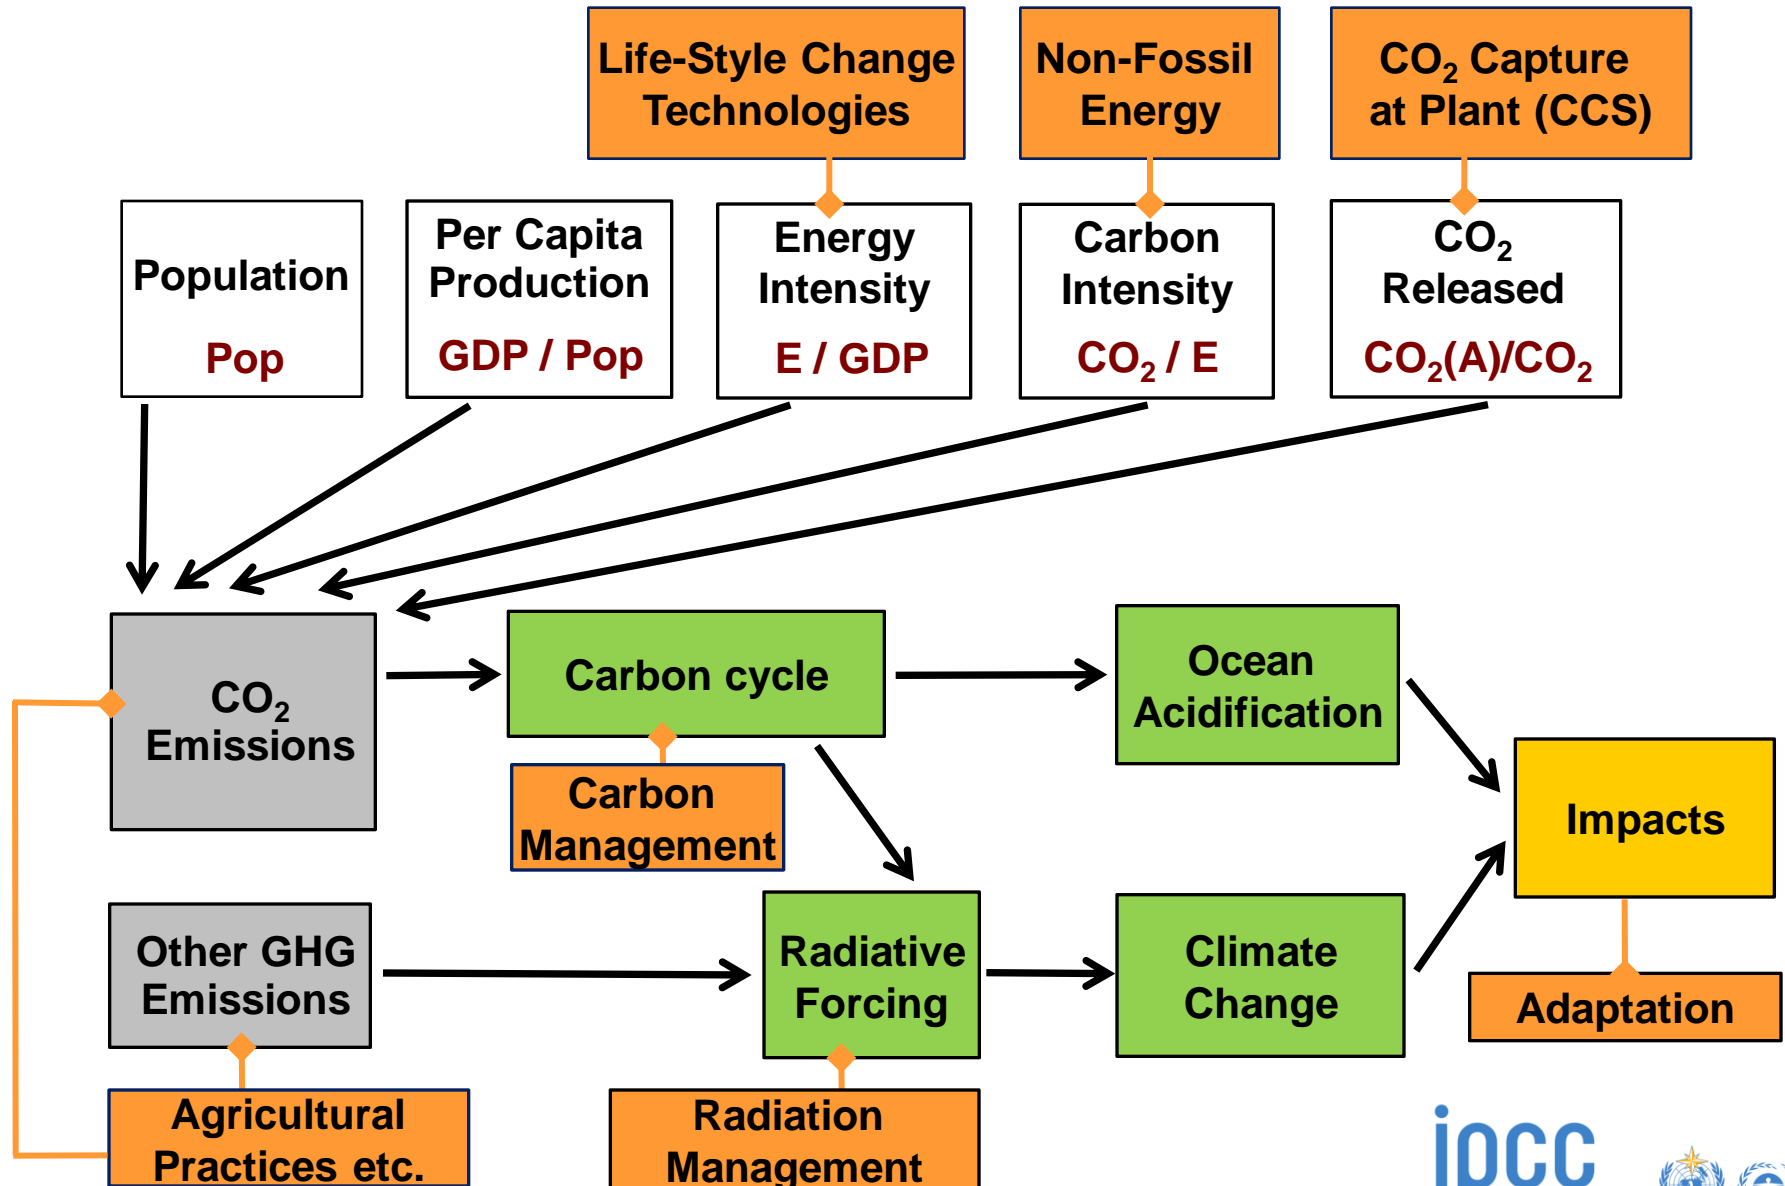 Life-Style Change
Technologies
Non-Fossil
Energy
CO₂ Capture
at Plant (CCS)
Population
Pop
Per Capita
Production
GDP / Pop
Energy
Intensity
E / GDP
Carbon
Intensity
CO₂ / E
CO₂
Released
CO₂(A)/CO₂
CO₂
Emissions
Carbon cycle
Carbon
Management
Ocean
Acidification
Impacts
Other GHG
Emissions
Radiative
Forcing
Climate
Change
Adaptation
Agricultural
Practices etc.
Radiation
Management
ipcc